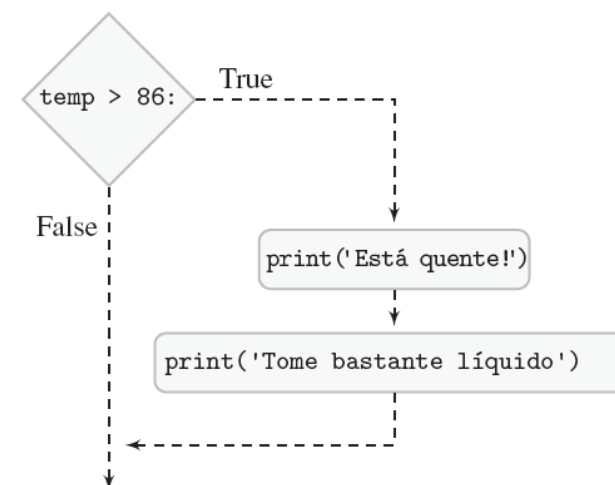 True
temp > 86:
False
print('Está quente!')
print('Tome bastante líquido')